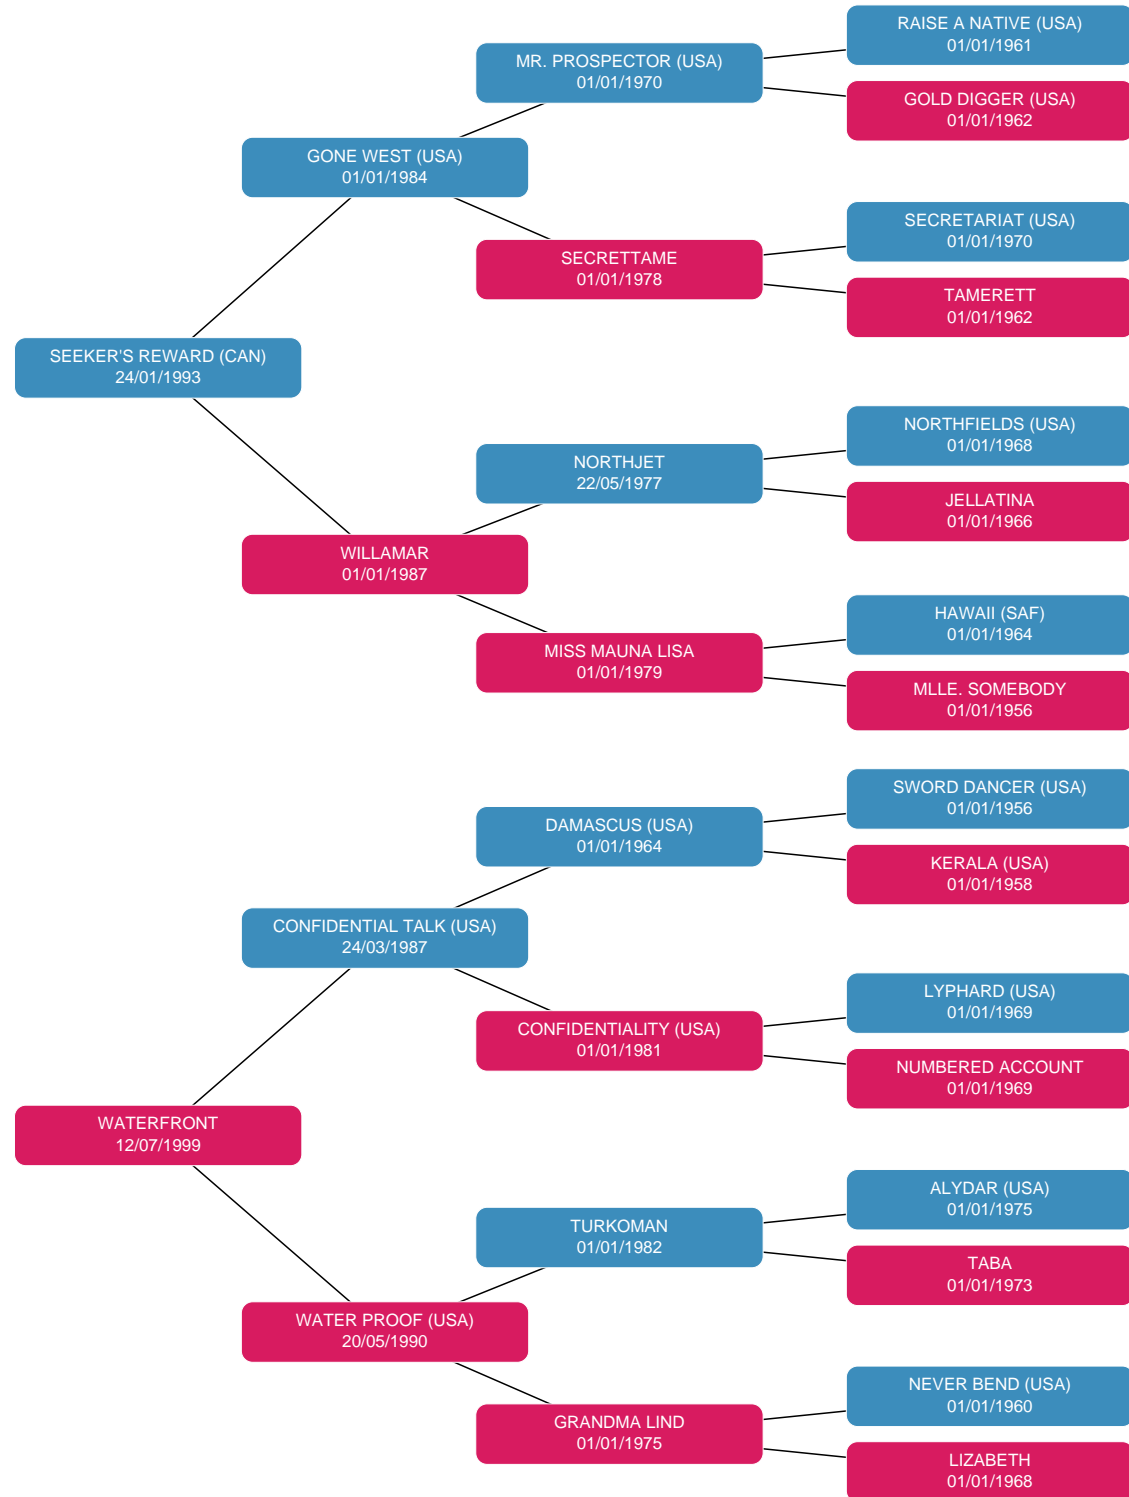 RAISE A NATIVE (USA)
01/01/1961
MR. PROSPECTOR (USA)
01/01/1970
GOLD DIGGER (USA)
01/01/1962
GONE WEST (USA)
01/01/1984
SECRETARIAT (USA)
01/01/1970
SECRETTAME
01/01/1978
TAMERETT
01/01/1962
SEEKER'S REWARD (CAN)
24/01/1993
NORTHFIELDS (USA)
01/01/1968
NORTHJET
22/05/1977
JELLATINA
01/01/1966
WILLAMAR
01/01/1987
HAWAII (SAF)
01/01/1964
MISS MAUNA LISA
01/01/1979
MLLE. SOMEBODY
01/01/1956
SWORD DANCER (USA)
01/01/1956
DAMASCUS (USA)
01/01/1964
KERALA (USA)
01/01/1958
CONFIDENTIAL TALK (USA)
24/03/1987
LYPHARD (USA)
01/01/1969
CONFIDENTIALITY (USA)
01/01/1981
NUMBERED ACCOUNT
01/01/1969
WATERFRONT
12/07/1999
ALYDAR (USA)
01/01/1975
TURKOMAN
01/01/1982
TABA
01/01/1973
WATER PROOF (USA)
20/05/1990
NEVER BEND (USA)
01/01/1960
GRANDMA LIND
01/01/1975
LIZABETH
01/01/1968